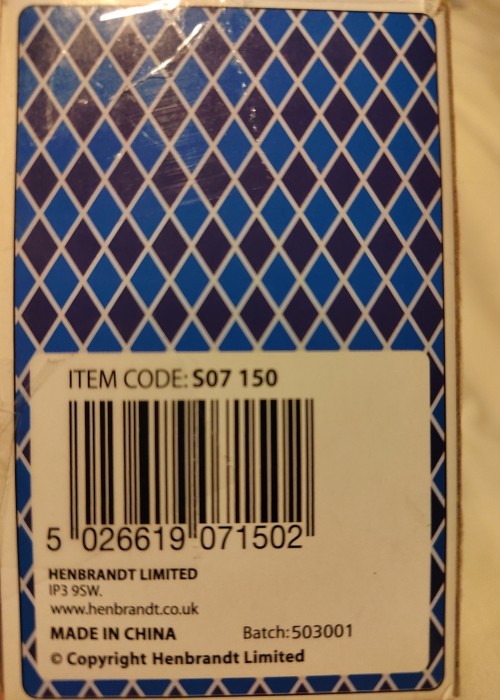 ITEM CODE: S07 150
5 026619 071502
HENBRANDT LIMITED
IP3 9SW.
www.henbrandt.co.uk
MADE IN CHINA Batch: 503001
© Copyright Henbrandt Limited